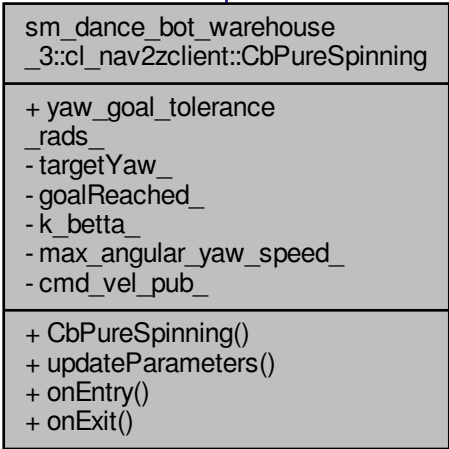 sm_dance_bot_warehouse
_3::cl_nav2zclient::CbPureSpinning
+ yaw_goal_tolerance
_rads_
- targetYaw_
- goalReached_
- k_betta_
- max_angular_yaw_speed_
- cmd_vel_pub_
+ CbPureSpinning()
+ updateParameters()
+ onEntry()
+ onExit()